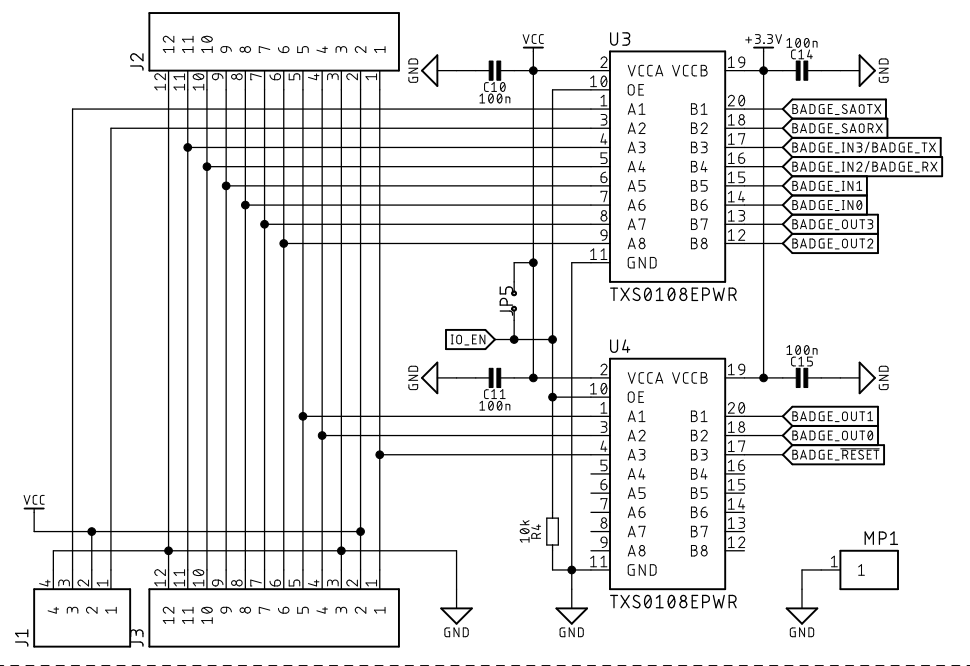 J2
12 11 10 9 8 7 6 5 4 3 2 1
12 11 10 9 8 7 6 5 4 3 2 1
GND
C10
100n
VCC
U3
2 VCCA VCCB 19
10 OE
1 A1 B1 20
3 A2 B2 18
4 A3 B3 17
5 A4 B4 16
6 A5 B5 15
7 A6 B6 14
8 A7 B7 13
9 A8 B8 12
11 GND
TXS0108EPWR
+3.3V
100n
C14
GND
BADGE_SAOTX
BADGE_SAORX
BADGE_IN3/BADGE_TX
BADGE_IN2/BADGE_RX
BADGE_IN1
BADGE_IN0
BADGE_OUT3
BADGE_OUT2
JP5
IO_EN
GND
C11
100n
U4
2 VCCA VCCB 19
10 OE
1 A1 B1 20
3 A2 B2 18
4 A3 B3 17
5 A4 B4 16
6 A5 B5 15
7 A6 B6 14
8 A7 B7 13
9 A8 B8 12
11 GND
TXS0108EPWR
100n
C15
GND
BADGE_OUT1
BADGE_OUT0
BADGE_RESET
10k
R4
VCC
4 3 2 1
4 3 2 1
J1
12 11 10 9 8 7 6 5 4 3 2 1
12 11 10 9 8 7 6 5 4 3 2 1
J3
GND
GND
MP1
1 1
GND